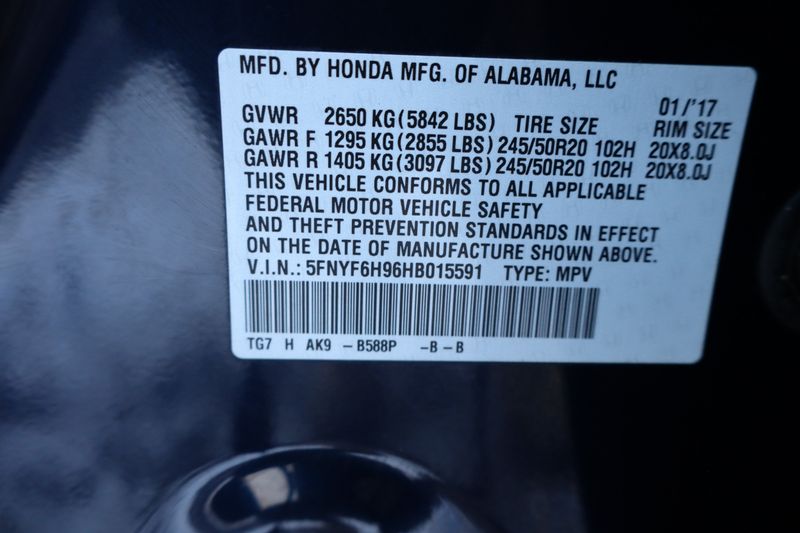 MFD. BY HONDA MFG. OF ALABAMA, LLC
01/'17
GVWR 2650 KG(5842 LBS) TIRE SIZE RIM SIZE
GAWR F 1295 KG(2855 LBS) 245/50R20 102H 20X8.0J
GAWR R 1405 KG(3097 LBS) 245/50R20 102H 20X8.0J
THIS VEHICLE CONFORMS TO ALL APPLICABLE
FEDERAL MOTOR VEHICLE SAFETY
AND THEFT PREVENTION STANDARDS IN EFFECT
ON THE DATE OF MANUFACTURE SHOWN ABOVE.
V.I.N.: 5FNYF6H96HB015591 TYPE: MPV
TG7 H AK9 -B588P -B-B